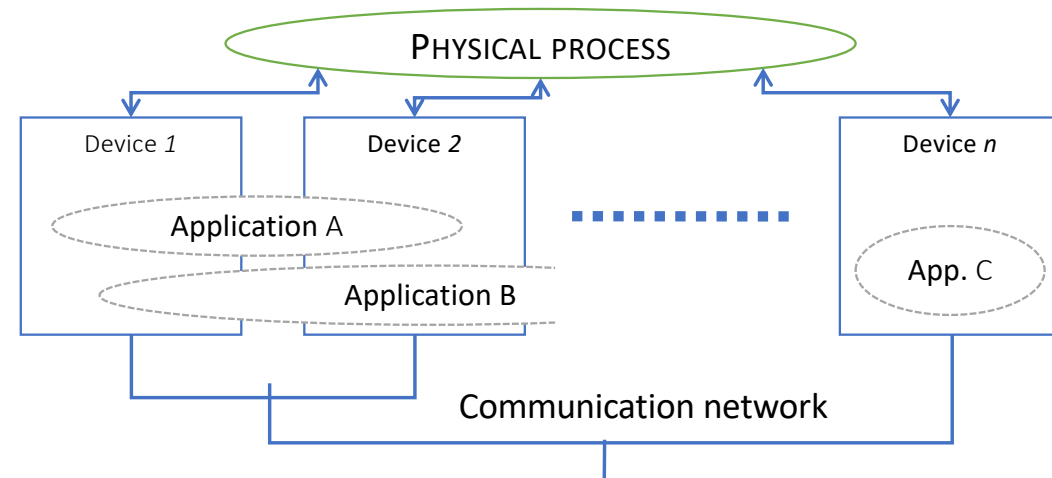 PHYSICAL PROCESS
Device 1
Device 2
Device n
Application A
App. C
Application B
Communication network